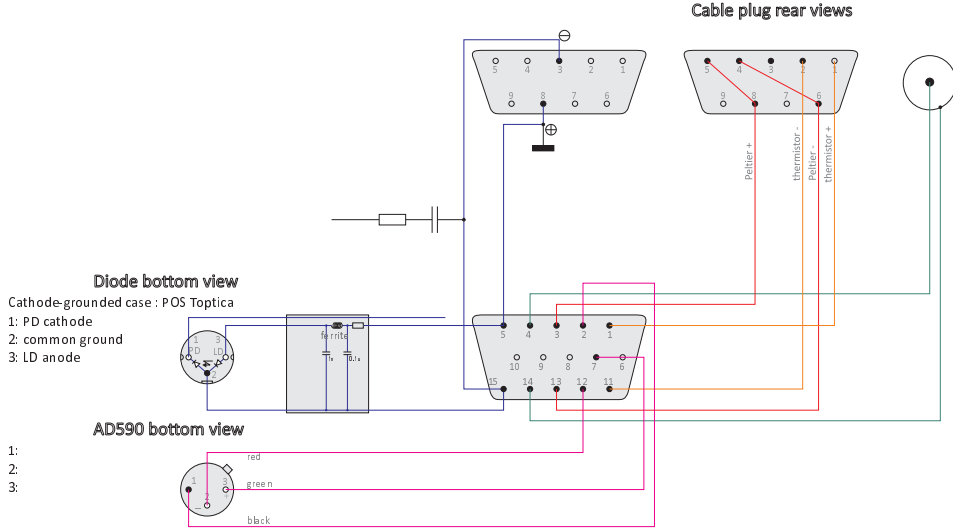 Cable plug rear views
5 4 3 2 1
9 8 7 6
5 4 3 2 1
9 8 7 6
Peltier +
thermistor -
Peltier -
thermistor +
Diode bottom view
Cathode-grounded case : POS Toptica
1: PD cathode
2: common ground
3: LD anode
1 3
PD LD
2
ferrite
5 4 3 2 1
10 9 8 7 6
15 14 13 12 11
AD590 bottom view
1:
2:
3:
1 2 3
red
green
black